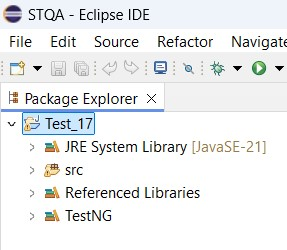 STQA - Eclipse IDE
File Edit Source Refactor Navigate
Package Explorer
Test_17
JRE System Library [JavaSE-21]
src
Referenced Libraries
TestNG